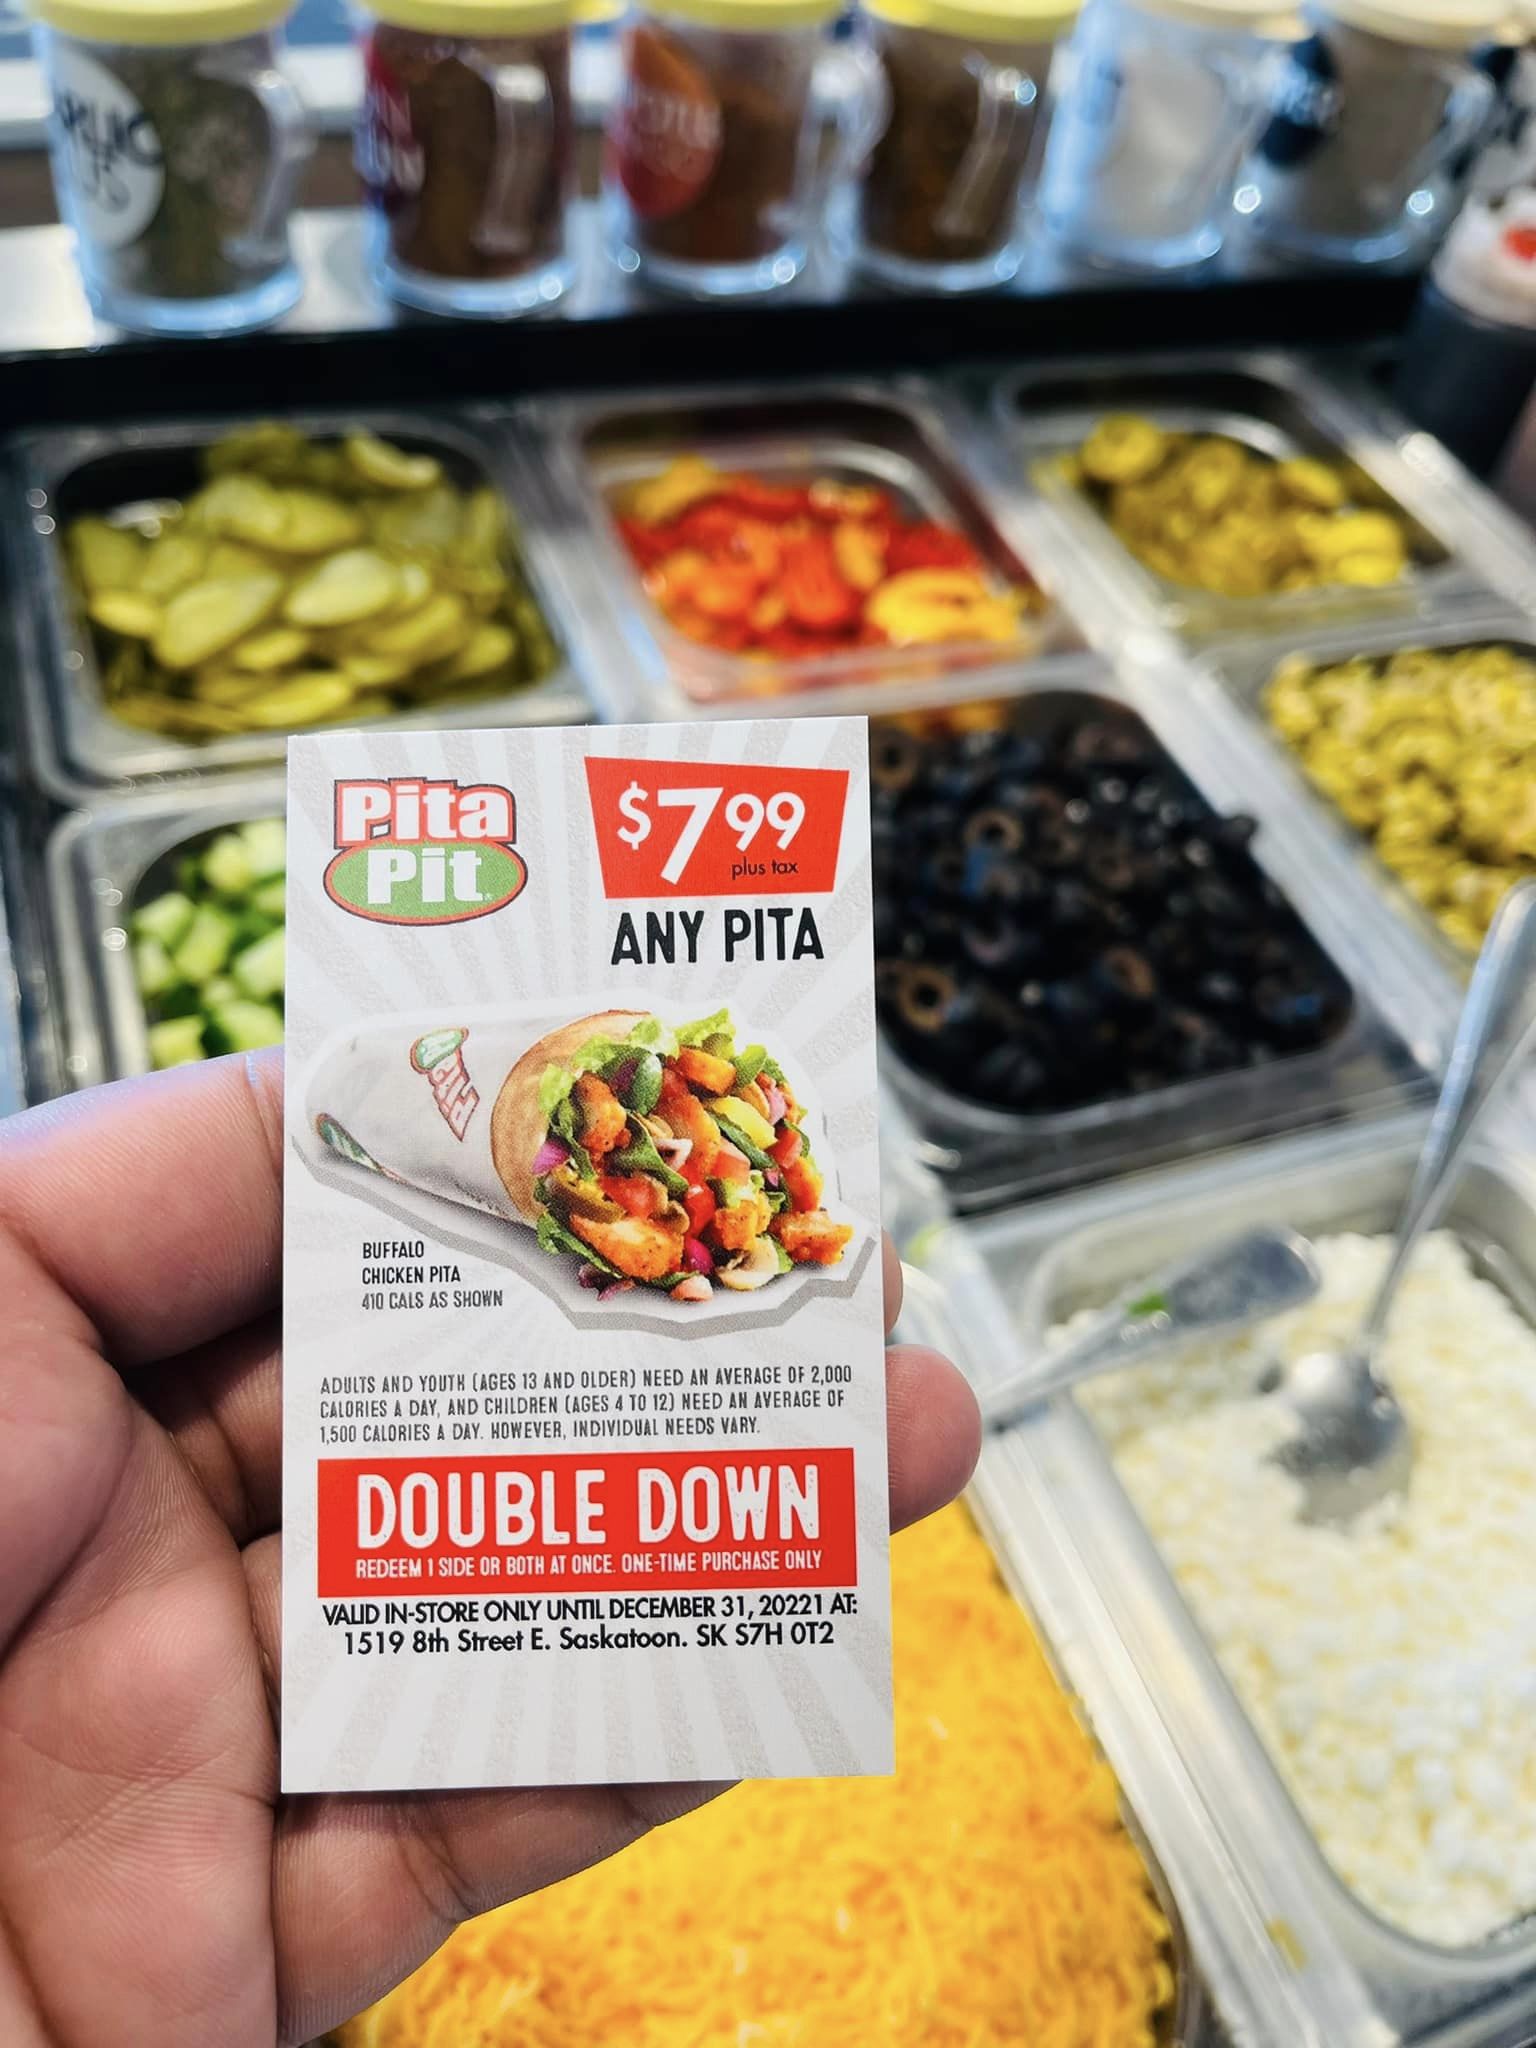 Pita
Pit
$7.99
plus tax
ANY PITA
BUFFALO
CHICKEN PITA
410 CALS AS SHOWN
ADULTS AND YOUTH (AGES 13 AND OLDER) NEED AN AVERAGE OF 2,000
CALORIES A DAY, AND CHILDREN (AGES 4 TO 12) NEED AN AVERAGE OF
1,500 CALORIES A DAY. HOWEVER, INDIVIDUAL NEEDS VARY.
DOUBLE DOWN
REDEEM 1 SIDE OR BOTH AT ONCE. ONE-TIME PURCHASE ONLY
VALID IN-STORE ONLY UNTIL DECEMBER 31, 20221 AT:
1519 8th Street E. Saskatoon. SK S7H 0T2